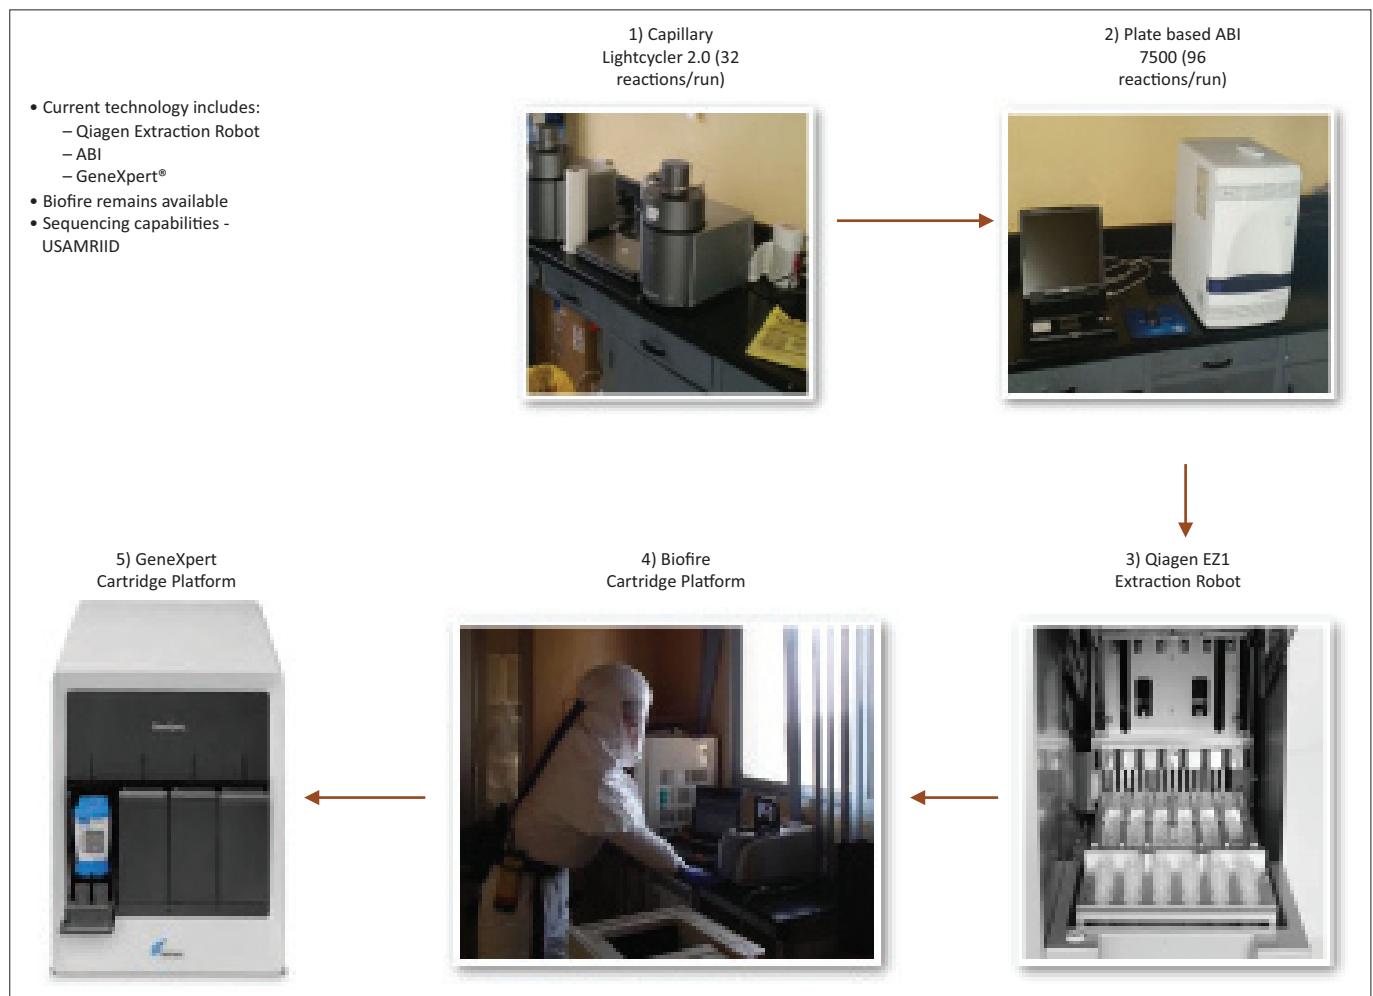 1) Capillary
Lightcycler 2.0 (32
reactions/run)
2) Plate based ABI
7500 (96
reactions/run)
• Current technology includes:
– Qiagen Extraction Robot
– ABI
– GeneXpert®
• Biofire remains available
• Sequencing capabilities -
USAMRIID
5) GeneXpert
Cartridge Platform
4) Biofire
Cartridge Platform
3) Qiagen EZ1
Extraction Robot
GeneXpert